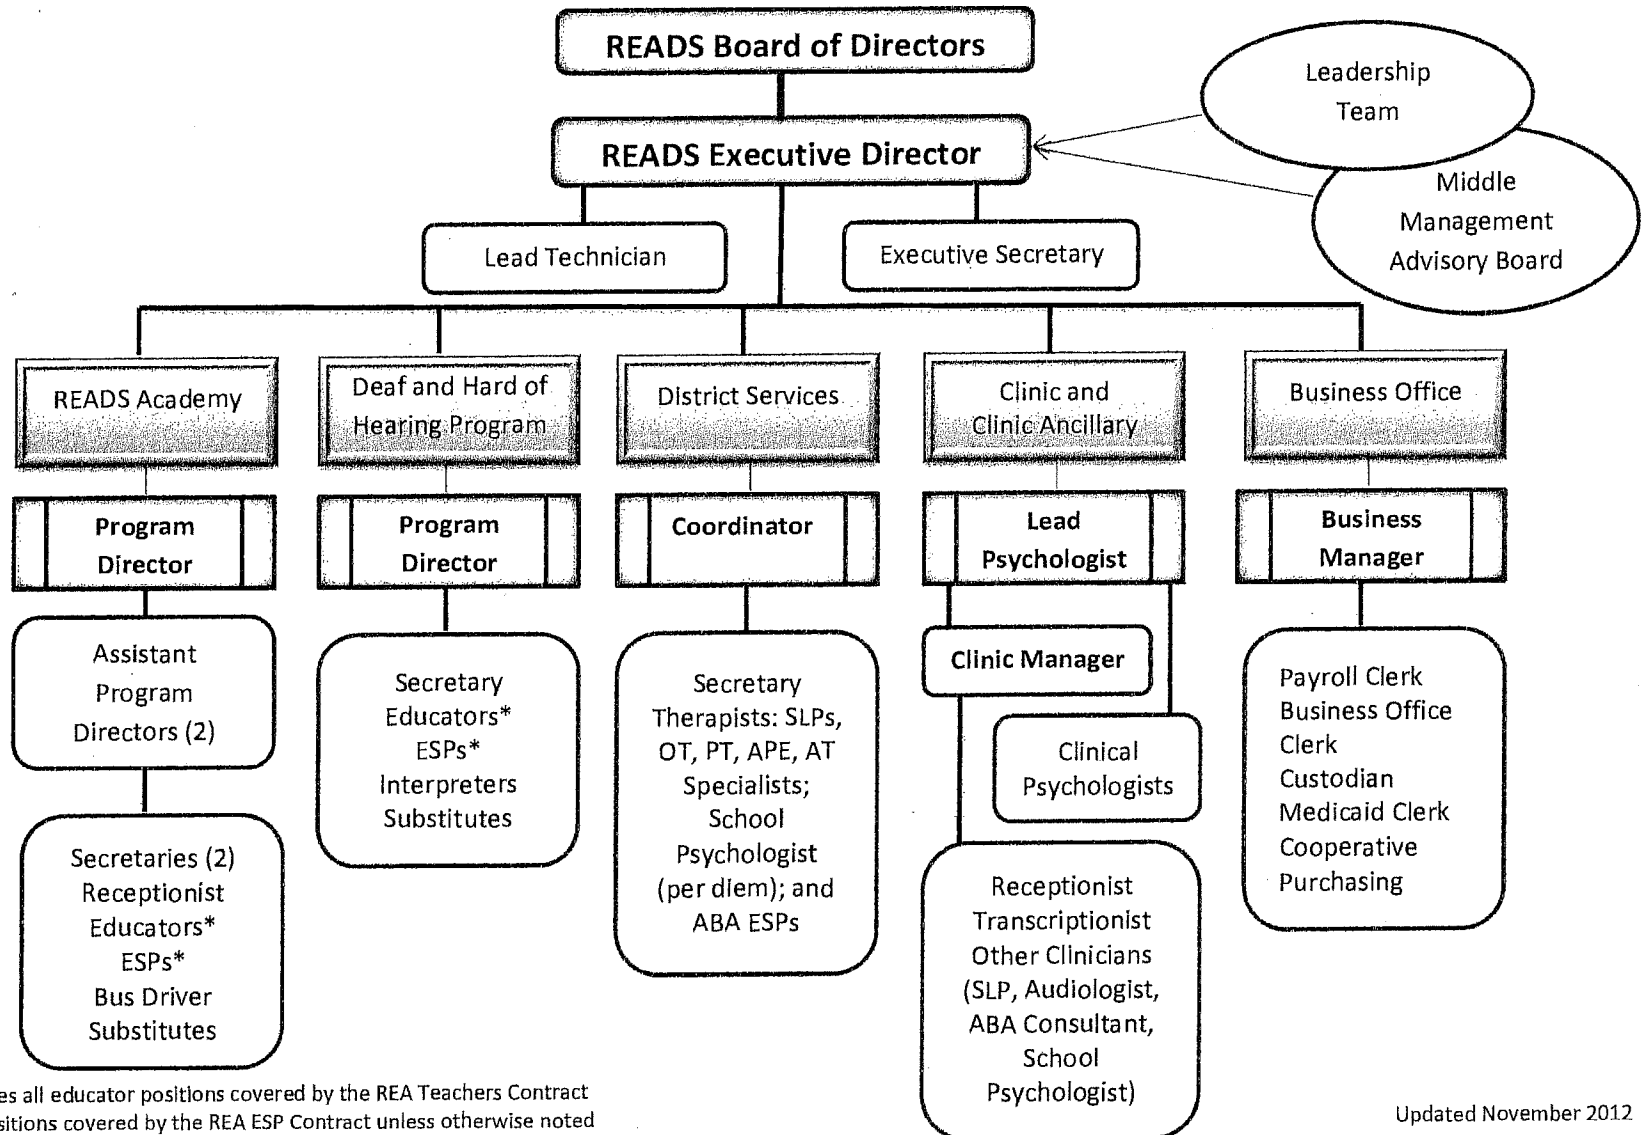 READS Board of Directors
READS Executive Director
Leadership
Team
Middle
Management
Advisory Board
Lead Technician
Executive Secretary
READS Academy
Deaf and Hard of
Hearing Program
District Services
Clinic and
Clinic Ancillary
Business Office
Program
Director
Program
Director
Coordinator
Lead
Psychologist
Business
Manager
Assistant
Program
Directors (2)
Secretaries (2)
Receptionist
Educators*
ESPs*
Bus Driver
Substitutes
Secretary
Educators*
ESPs*
Interpreters
Substitutes
Secretary
Therapists: SLPs,
OT, PT, APE, AT
Specialists;
School
Psychologist
(per diem); and
ABA ESPs
Clinic Manager
Clinical
Psychologists
Receptionist
Transcriptionist
Other Clinicians
(SLP, Audiologist,
ABA Consultant,
School
Psychologist)
Payroll Clerk
Business Office
Clerk
Custodian
Medicaid Clerk
Cooperative
Purchasing
es all educator positions covered by the REA Teachers Contract
sitions covered by the REA ESP Contract unless otherwise noted
Updated November 2012